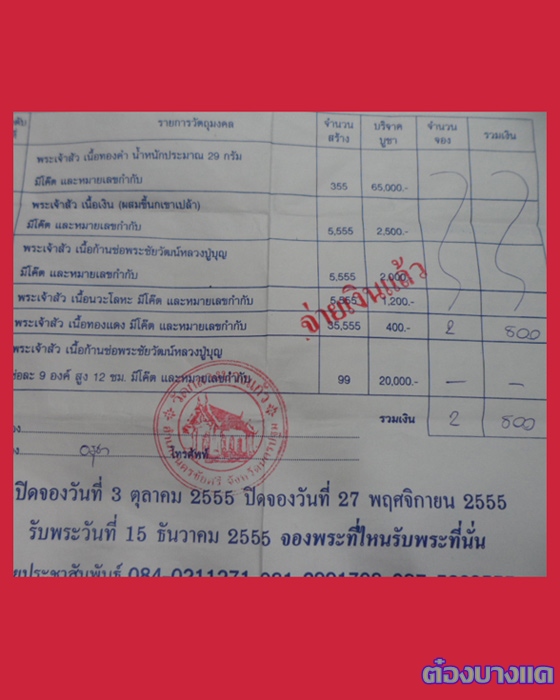 รายการวัตถุมงคล จำนวนสร้าง บริจาคบูชา จำนวนจอง รวมเงิน
พระเจ้าสัว เนื้อทองคำ น้ำหนักประมาณ 29 กรัม
มีโค๊ต และหมายเลขกำกับ 355 65,000.-
พระเจ้าสัว เนื้อเงิน (ผสมขี้นกเขาเปล้า)
มีโค๊ต และหมายเลขกำกับ 5,555 2,500.-
พระเจ้าสัว เนื้อก้านช่อพระชัยวัฒน์หลวงปู่บุญ
มีโค๊ต และหมายเลขกำกับ 5,555 2,000.-
พระเจ้าสัว เนื้อนวะโลหะ มีโค๊ต และหมายเลขกำกับ 5,555 1,200.-
จ่ายเงินแล้ว
พระเจ้าสัว เนื้อทองแดง มีโค๊ต และหมายเลขกำกับ 35,555 400.- 2 800
พระเจ้าสัว เนื้อก้านช่อพระชัยวัฒน์หลวงปู่บุญ
9 องค์ สูง 12 ซม. มีโค๊ต และหมายเลขกำกับ 99 20,000.- – –
รวมเงิน 2 800
โทรศัพท์
ปิดจองวันที่ 3 ตุลาคม 2555 ปิดจองวันที่ 27 พฤศจิกายน 2555
รับพระวันที่ 15 ธันวาคม 2555 จองพระที่ไหนรับพระที่นั่น
ประชาสัมพันธ์
ต๋องบางแค